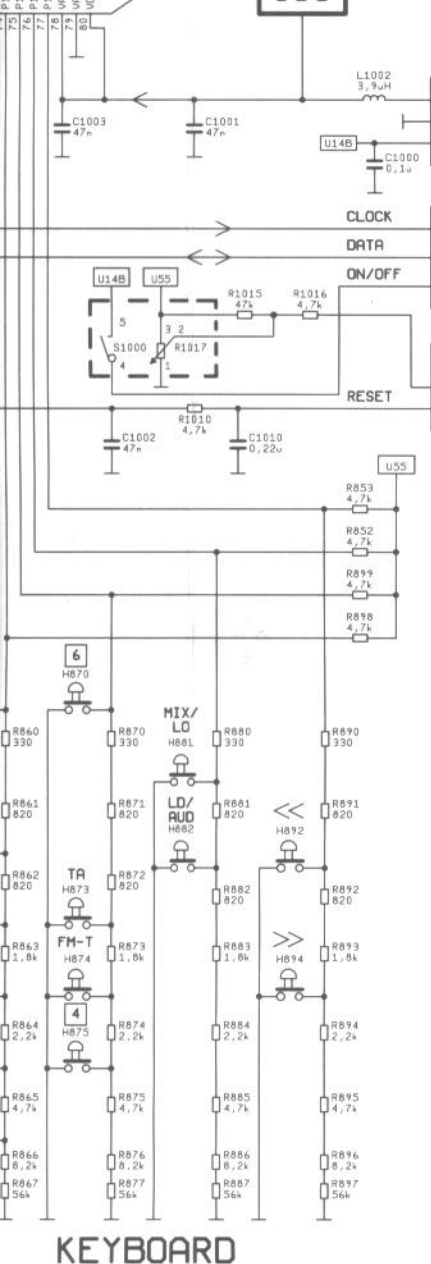 75
76
77
78
79
80
L1002
3,9uH
C1003
47n
C1001
47n
U14B
C1000
0,1u
CLOCK
DATA
ON/OFF
U14B
U55
R1015
47k
R1016
4,7k
5
3 2
S1000
R1017
4
1
RESET
R1010
4,7k
C1002
47n
C1010
0,22u
U55
R853
4,7k
R852
4,7k
R899
4,7k
R898
4,7k
6
H870
MIX/
LO
H881
R860
330
R870
330
R880
330
R890
330
LD/
AUD
H882
<<
H892
R861
820
R871
820
R881
820
R891
820
TA
H873
R862
820
R872
820
R882
820
R892
820
FM-T
H874
>>
H894
R863
1,8k
R873
1,8k
R883
1,8k
R893
1,8k
4
H875
R864
2,2k
R874
2,2k
R884
2,2k
R894
2,2k
R865
4,7k
R875
4,7k
R885
4,7k
R895
4,7k
R866
8,2k
R876
8,2k
R886
8,2k
R896
8,2k
R867
56k
R877
56k
R887
56k
R897
56k
KEYBOARD